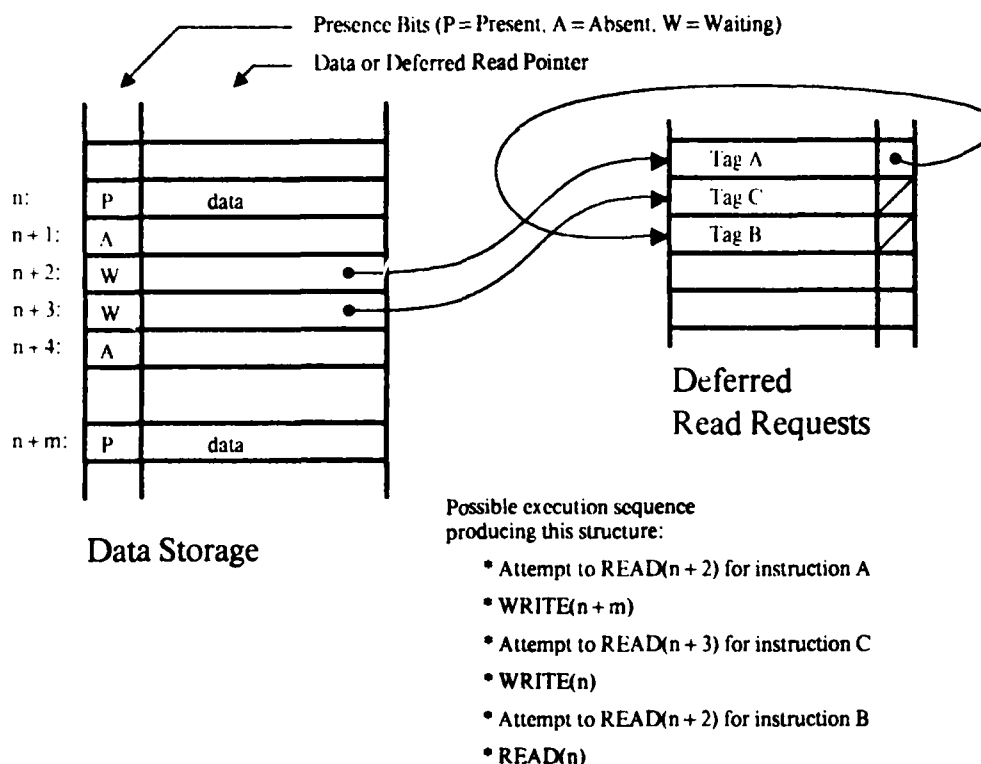 Presence Bits (P = Present, A = Absent, W = Waiting)
Data or Deferred Read Pointer
n: P data
n + 1: A
n + 2: W
n + 3: W
n + 4: A
n + m: P data
Data Storage
Tag A
Tag C
Tag B
Deferred
Read Requests
Possible execution sequence
producing this structure:
* Attempt to READ(n + 2) for instruction A
* WRITE(n + m)
* Attempt to READ(n + 3) for instruction C
* WRITE(n)
* Attempt to READ(n + 2) for instruction B
* READ(n)